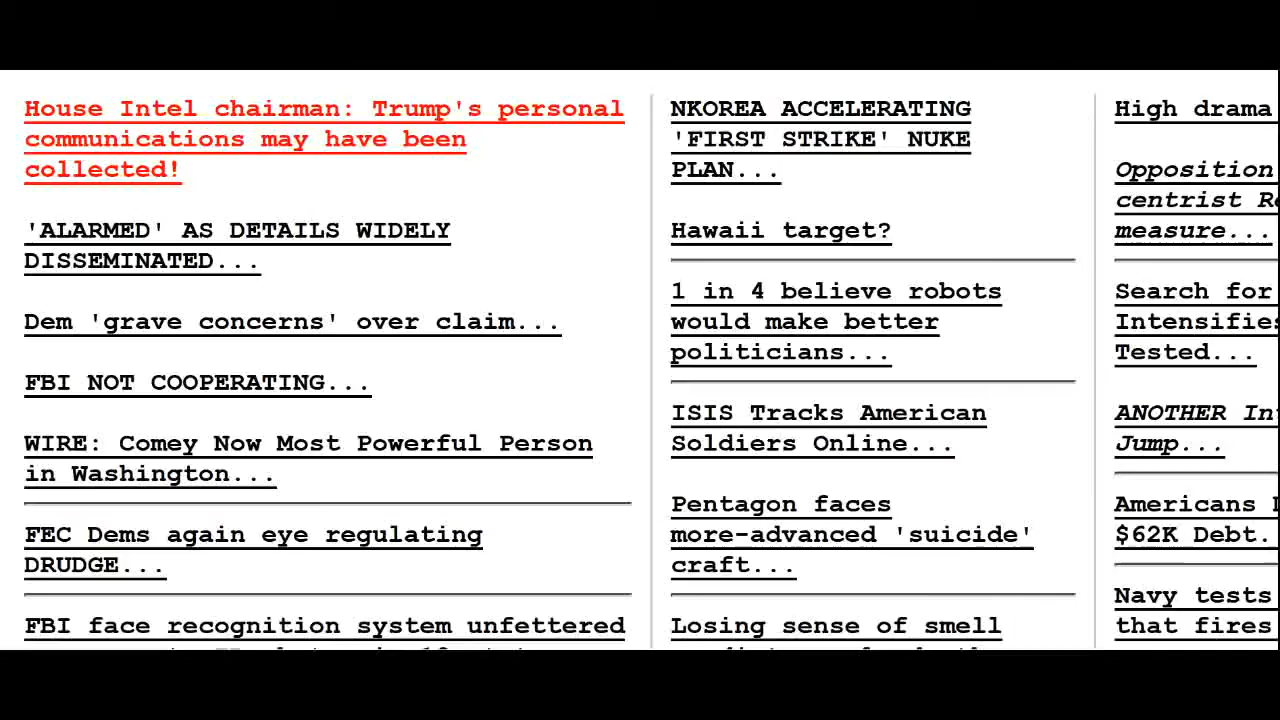 House Intel chairman: Trump's personal
communications may have been
collected!
'ALARMED' AS DETAILS WIDELY
DISSEMINATED...
Dem 'grave concerns' over claim...
FBI NOT COOPERATING...
WIRE: Comey Now Most Powerful Person
in Washington...
FEC Dems again eye regulating
DRUDGE...
FBI face recognition system unfettered
NKOREA ACCELERATING
'FIRST STRIKE' NUKE
PLAN...
Hawaii target?
1 in 4 believe robots
would make better
politicians...
ISIS Tracks American
Soldiers Online...
Pentagon faces
more-advanced 'suicide'
craft...
Losing sense of smell
High drama
Opposition
centrist
measure...
Search for
Intensifies
Tested...
ANOTHER
Jump...
Americans
$62K Debt.
Navy tests
that fires